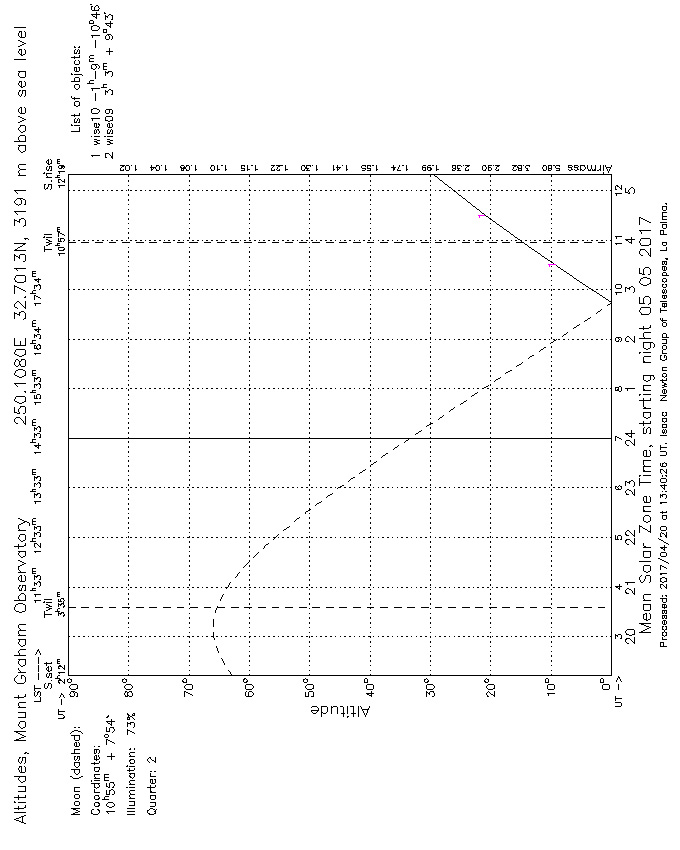 Altitudes, Mount Graham Observatory 250.1080E 32.7013N, 3191 m above sea level
LST ---> 11ʰ33ᵐ 12ʰ33ᵐ 13ʰ33ᵐ 14ʰ33ᵐ 15ʰ33ᵐ 16ʰ34ᵐ 17ʰ34ᵐ
S.set Twil Twil S.rise
UT -> 2ʰ12ᵐ 3ʰ35ᵐ 10ʰ57ᵐ 12ʰ19ᵐ
Moon (dashed):
Coordinates:
10ʰ55ᵐ + 7°54'
Illumination: 73%
Quarter: 2
List of objects:
1 wise10 -1ʰ-9ᵐ -10°46'
2 wise09 3ʰ 3ᵐ + 9°43'
Altitude
90°
80°
70°
60°
50°
40°
30°
20°
10°
0°
1.02
1.04
1.06
1.10
1.15
1.22
1.30
1.41
1.55
1.74
1.99
2.36
2.90
3.82
5.60
Airmass
1
UT -> 3 4 5 6 7 8 9 10 11 12
20 21 22 23 24 1 2 3 4 5
Mean Solar Zone Time, starting night 05 05 2017
Processed: 2017/04/20 at 13:40:26 UT. Isaac Newton Group of Telescopes, La Palma.